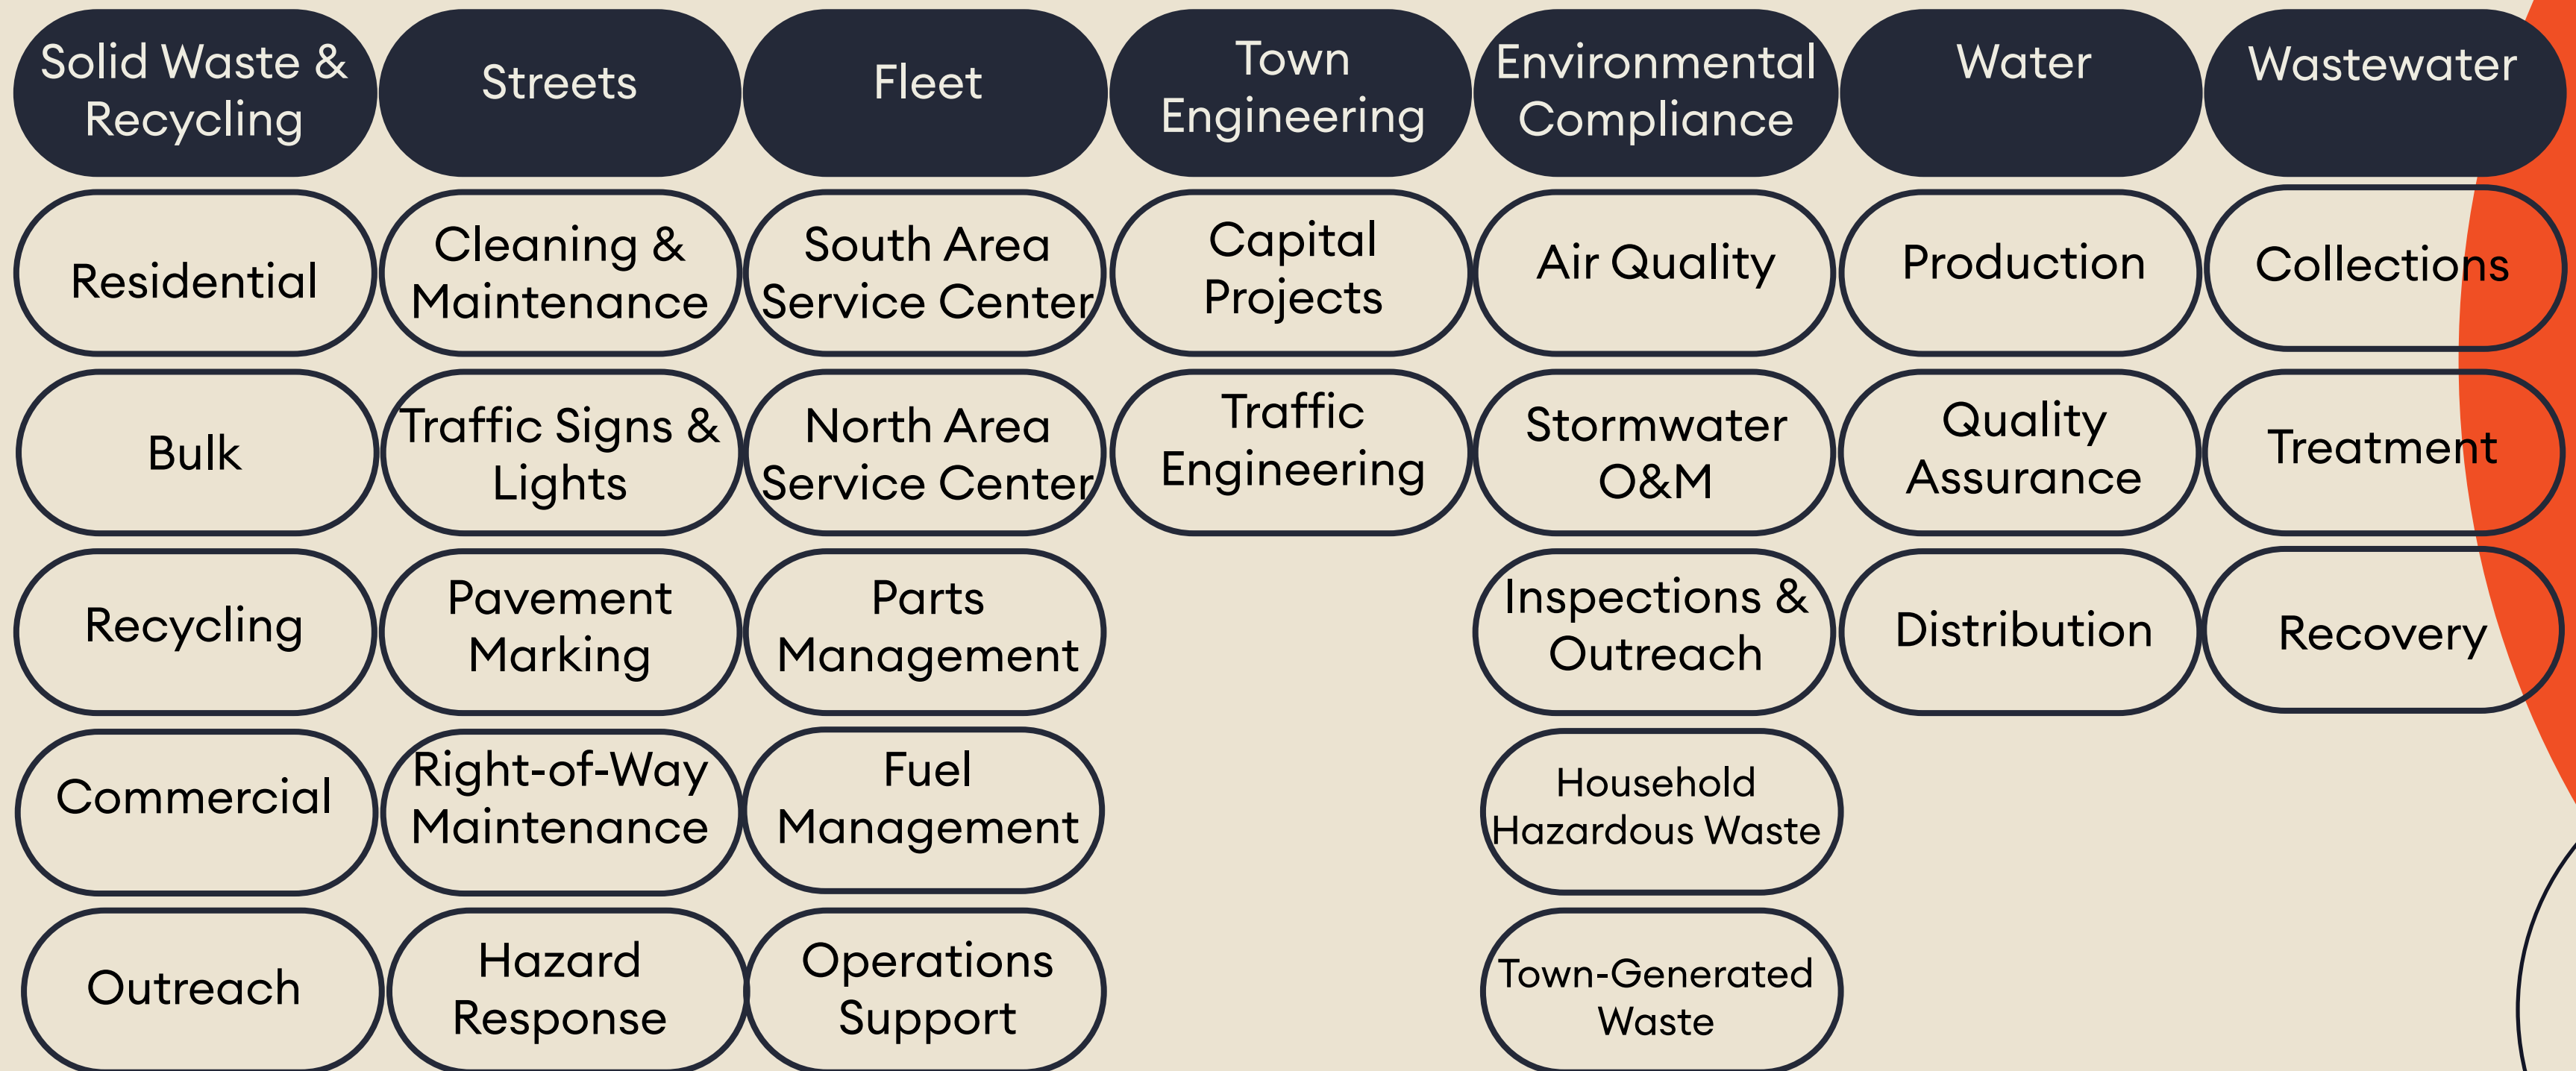 Solid Waste &
Recycling
Streets
Fleet
Town
Engineering
Environmental
Compliance
Water
Wastewater
Residential
Cleaning &
Maintenance
South Area
Service Center
Capital
Projects
Air Quality
Production
Collections
Bulk
Traffic Signs &
Lights
North Area
Service Center
Traffic
Engineering
Stormwater
O&M
Quality
Assurance
Treatment
Recycling
Pavement
Marking
Parts
Management
Inspections &
Outreach
Distribution
Recovery
Commercial
Right-of-Way
Maintenance
Fuel
Management
Household
Hazardous Waste
Outreach
Hazard
Response
Operations
Support
Town-Generated
Waste